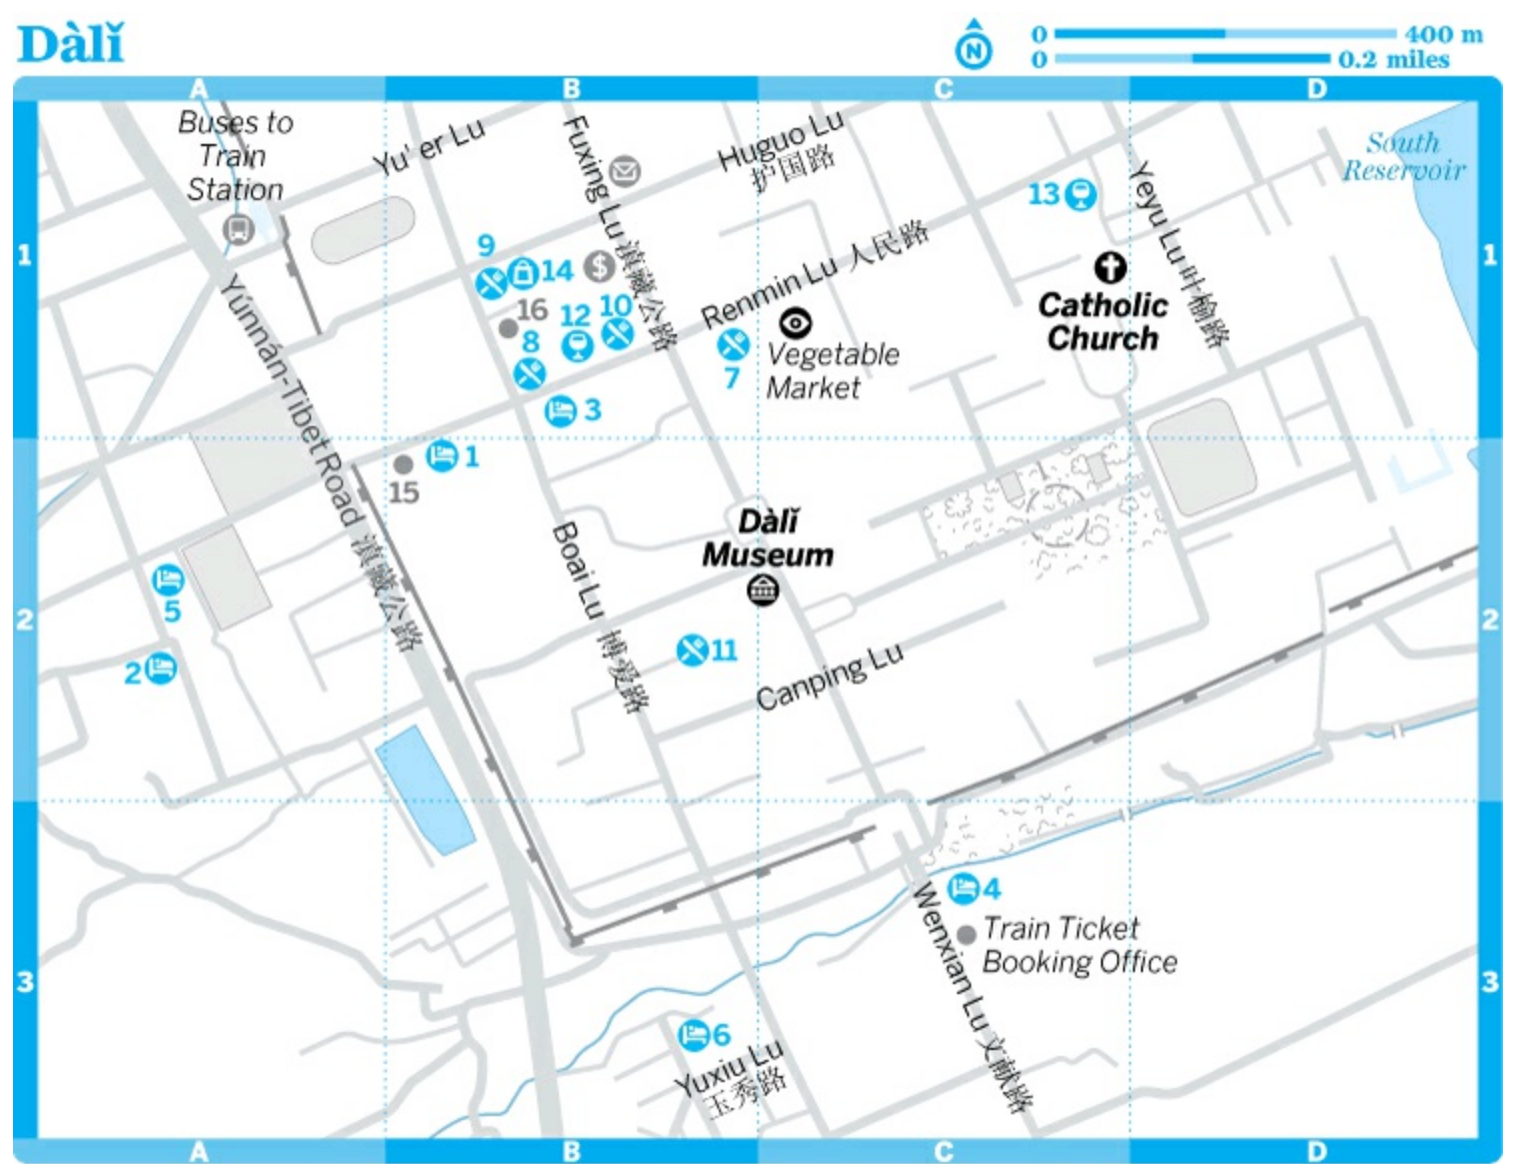 Dàlǐ
N
0 400 m
0 0.2 miles
A B C D
Buses to
Train
Station
Yu' er Lu
Fuxing Lu 滇藏公路
Huguo Lu
护国路
South
Reservoir
13
Yeyu Lu 叶榆路
1
1
9
14
$
Renmin Lu 人民路
Catholic
Church
16
12
10
8
7
Vegetable
Market
3
Yúnnán-Tibet Road 滇藏公路
1
15
Dàlǐ
Museum
Boai Lu 博爱路
5
2
2
2
11
Canping Lu
4
Wenxian Lu 文献路
Train Ticket
Booking Office
3
3
6
Yuxiu Lu
玉秀路
A B C D